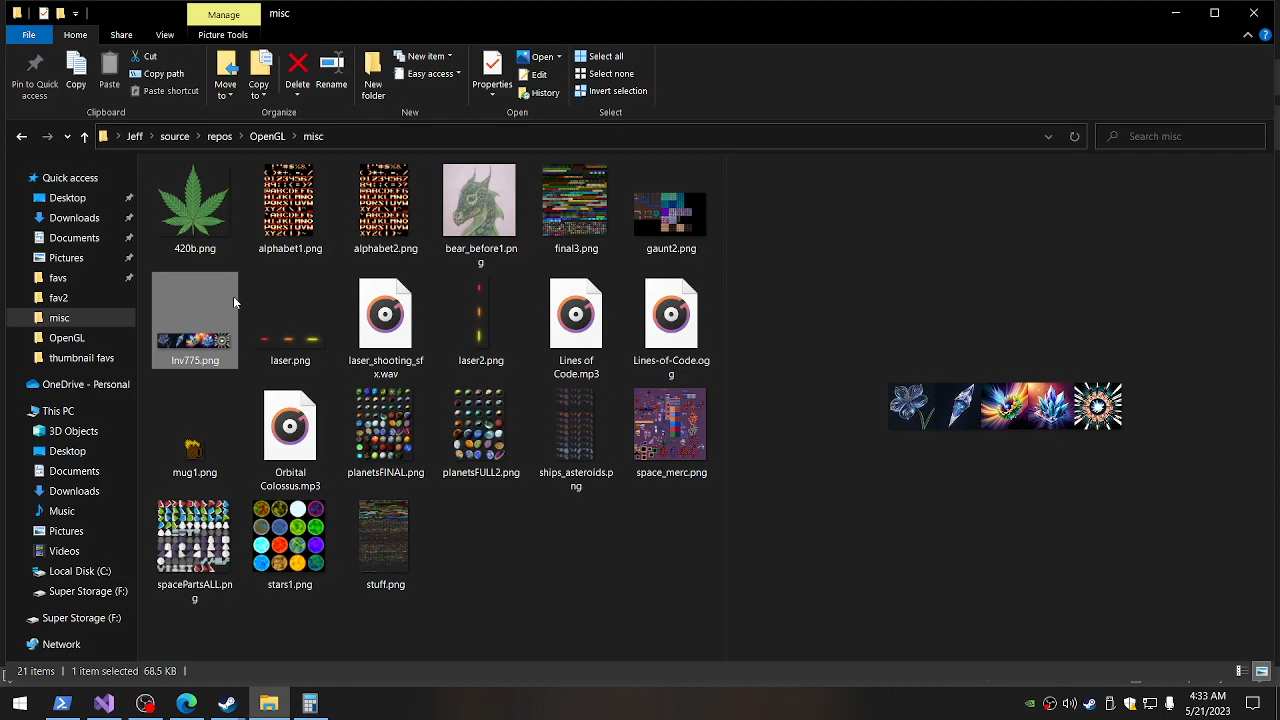 Manage
misc
File
Home
Share
View
Picture Tools
Pin to Quick access
Copy
Paste
Cut
Copy path
Paste shortcut
Clipboard
Move to
Copy to
Delete
Rename
Organize
New folder
New item
Easy access
New
Properties
Open
Edit
History
Open
Select all
Select none
Invert selection
Select
Jeff
source
repos
OpenGL
misc
Search misc
Quick access
Desktop
Downloads
Documents
Pictures
favs
fav2
misc
OpenGL
thumbnail favs
OneDrive - Personal
This PC
3D Objects
Desktop
Documents
Downloads
Music
Pictures
Videos
Local Disk (C:)
Super Storage (F:)
Super Storage (F:)
Network
420b.png
alphabet1.png
alphabet2.png
bear_before1.pn
g
final3.png
gaunt2.png
Inv775.png
laser.png
laser_shooting_sf
x.wav
laser2.png
Lines of
Code.mp3
Lines-of-Code.og
g
mug1.png
Orbital
Colossus.mp3
planetsFINAL.png
planetsFULL2.png
ships_asteroids.p
ng
space_merc.png
spacePartsALL.pn
g
stars1.png
stuff.png
21 items
1 item selected
68.5 KB
4:33 AM
5/21/2023